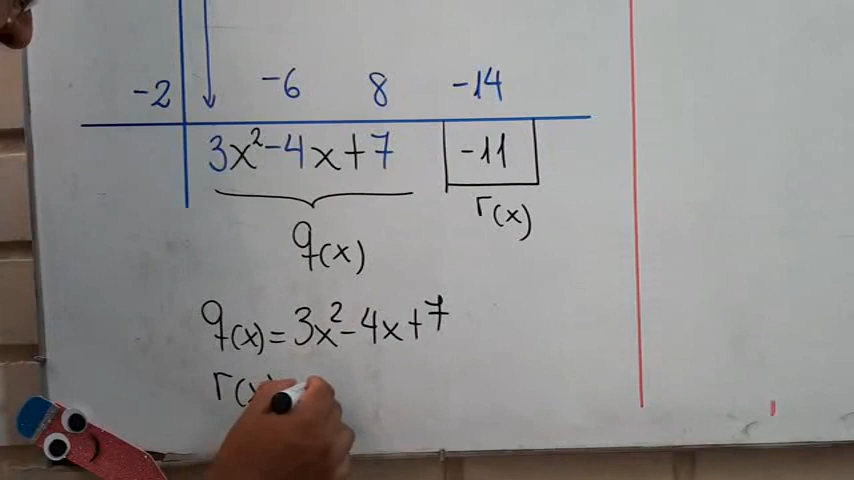 -2 -6 8 -14
3x²-4x+7 -11
q(x) r(x)
q(x)=3x²-4x+7
r(x)